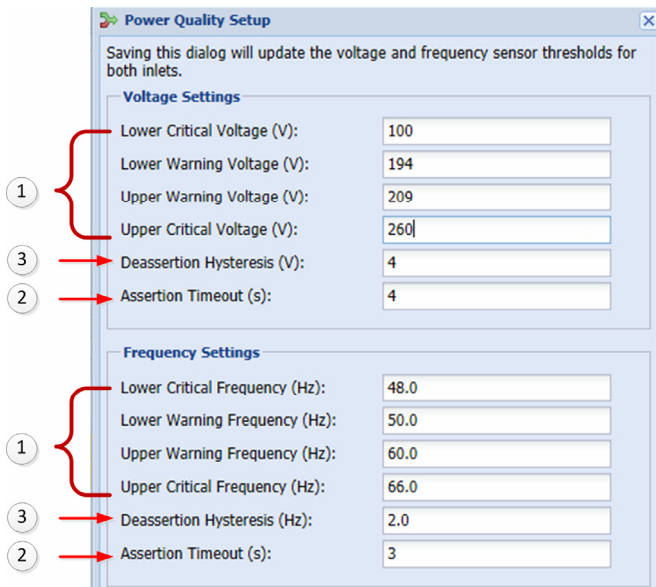 Power Quality Setup
Saving this dialog will update the voltage and frequency sensor thresholds for
both inlets.
Voltage Settings
Lower Critical Voltage (V): 100
Lower Warning Voltage (V): 194
1
Upper Warning Voltage (V): 209
Upper Critical Voltage (V): 260
3 Deassertion Hysteresis (V): 4
2 Assertion Timeout (s): 4
Frequency Settings
Lower Critical Frequency (Hz): 48.0
Lower Warning Frequency (Hz): 50.0
1
Upper Warning Frequency (Hz): 60.0
Upper Critical Frequency (Hz): 66.0
3 Deassertion Hysteresis (Hz): 2.0
2 Assertion Timeout (s): 3